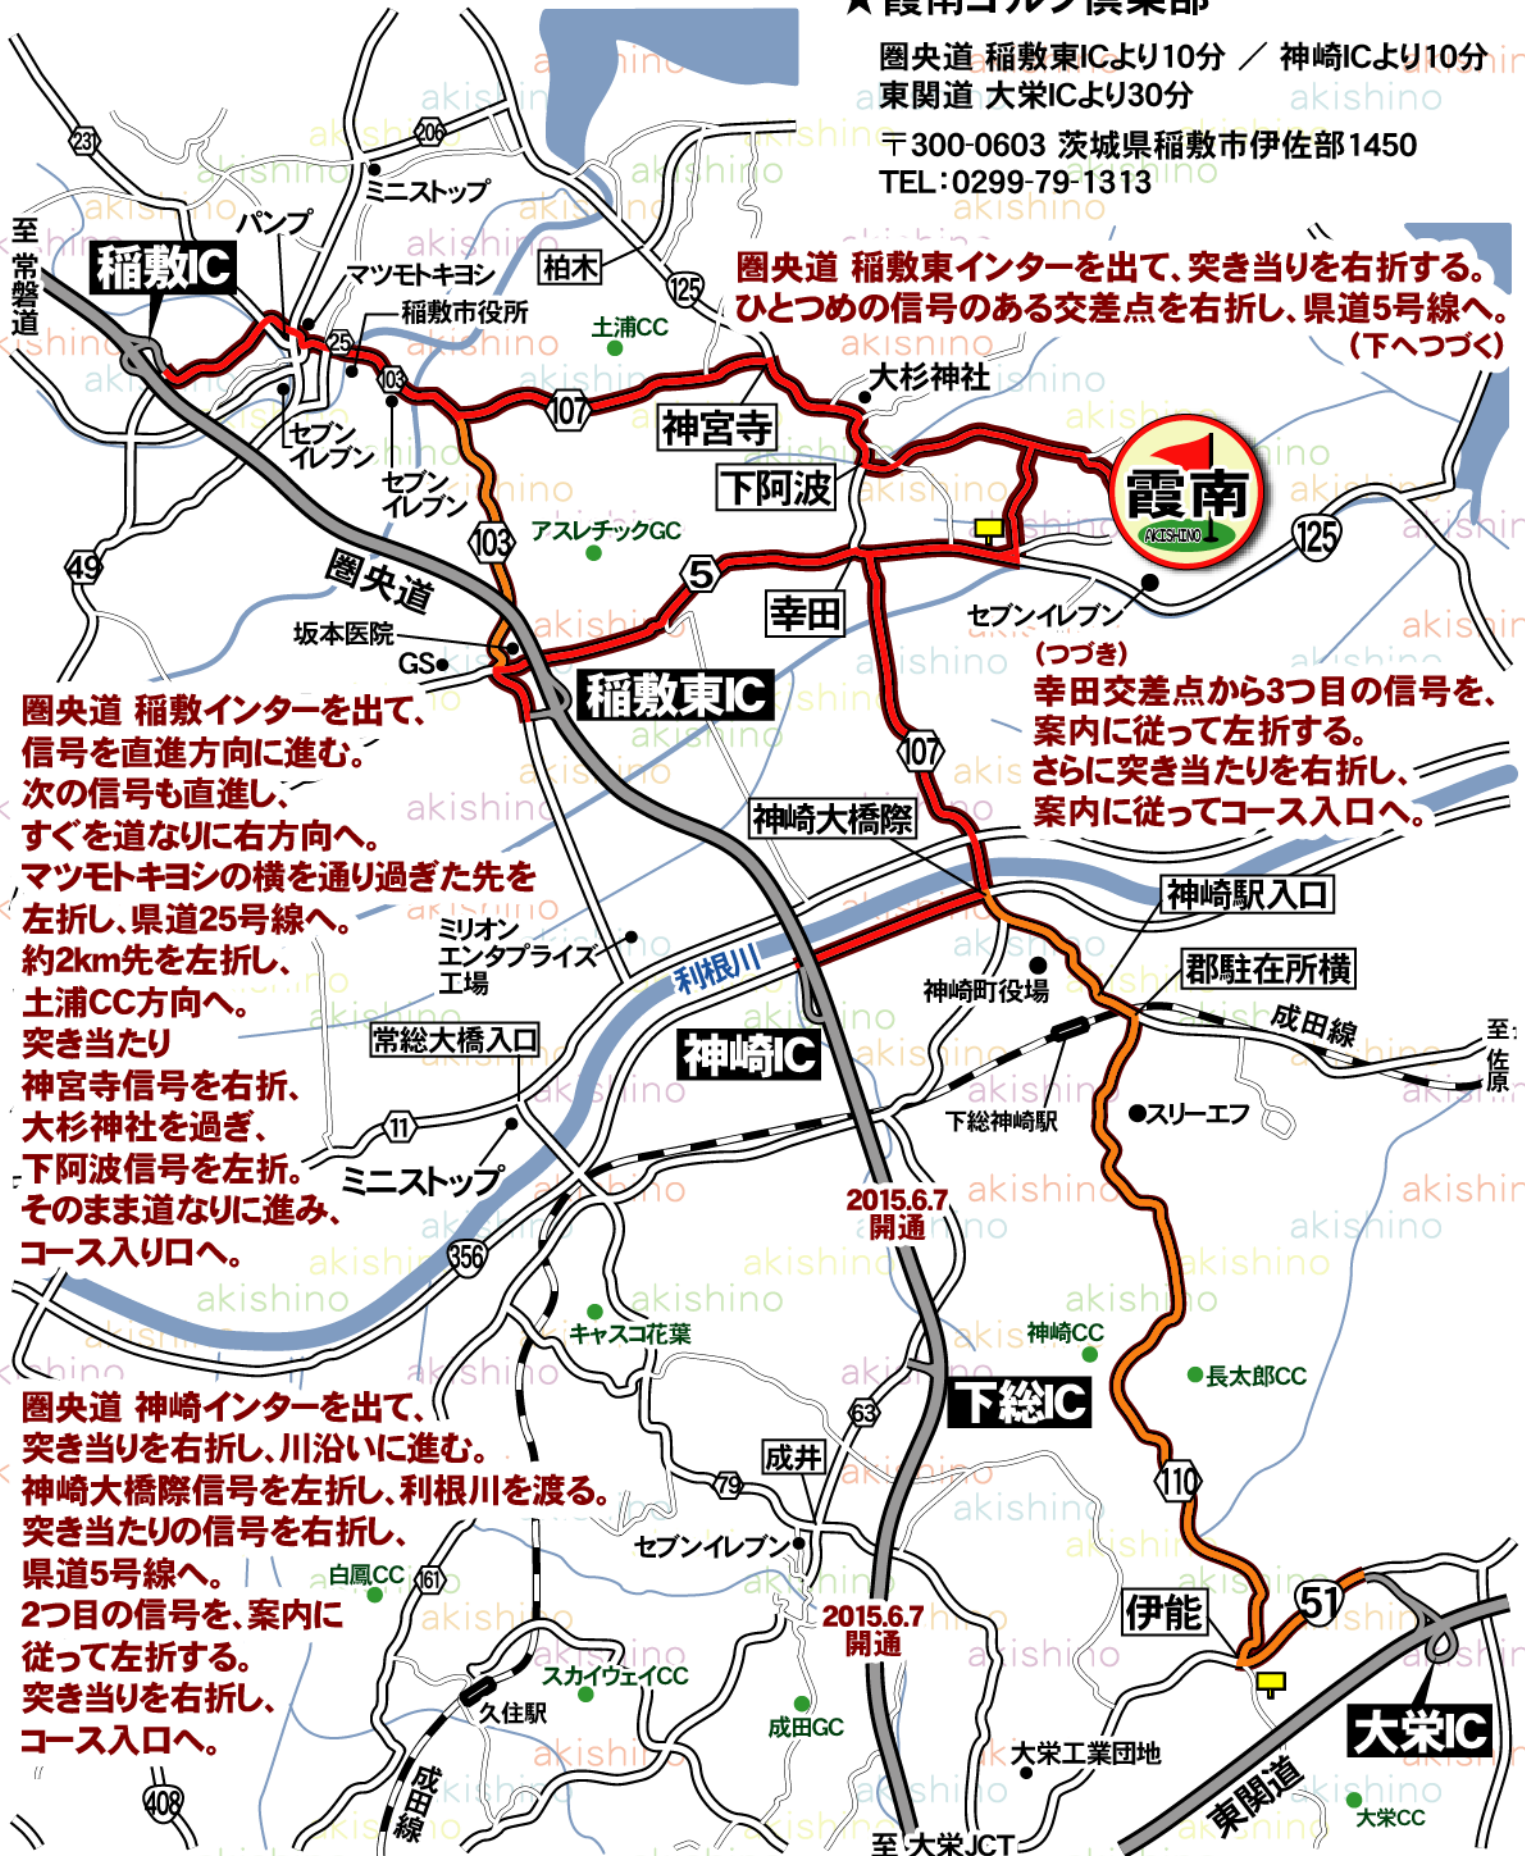 ★霞南ゴルフ倶楽部
圏央道 稲敷東ICより10分 ／ 神崎ICより10分
東関道 大栄ICより30分
〒300-0603 茨城県稲敷市伊佐部1450
TEL：0299-79-1313
231
206
ミニストップ
パンプ
至 常磐道
稲敷IC
マツモトキヨシ
稲敷市役所
柏木
125
土浦CC
25
103
セブン
イレブン
セブン
イレブン
107
神宮寺
大杉神社
下阿波
圏央道 稲敷東インターを出て、突き当りを右折する。
ひとつめの信号のある交差点を右折し、県道5号線へ。
（下へつづく）
霞南
AKISHINO
125
セブンイレブン
アスレチックGC
103
49
圏央道
5
幸田
坂本医院
GS
稲敷東IC
（つづき）
幸田交差点から3つ目の信号を、
案内に従って左折する。
さらに突き当たりを右折し、
案内に従ってコース入口へ。
圏央道 稲敷インターを出て、
信号を直進方向に進む。
次の信号も直進し、
すぐを道なりに右方向へ。
マツモトキヨシの横を通り過ぎた先を
左折し、県道25号線へ。
約2km先を左折し、
土浦CC方向へ。
突き当たり
神宮寺信号を右折、
大杉神社を過ぎ、
下阿波信号を左折。
そのまま道なりに進み、
コース入り口へ。
107
神崎大橋際
神崎駅入口
郡駐在所横
ミリオン
エンタプライズ
工場
利根川
神崎町役場
成田線
至 佐原
常総大橋入口
神崎IC
下総神崎駅
スリーエフ
11
ミニストップ
356
2015.6.7
開通
キャスコ花葉
神崎CC
長太郎CC
下総IC
63
成井
79
110
セブンイレブン
圏央道 神崎インターを出て、
突き当りを右折し、川沿いに進む。
神崎大橋際信号を左折し、利根川を渡る。
突き当たりの信号を右折し、
県道5号線へ。
2つ目の信号を、案内に
従って左折する。
突き当りを右折し、
コース入口へ。
白鳳CC
161
2015.6.7
開通
伊能
51
スカイウェイCC
久住駅
成田GC
大栄IC
大栄工業団地
東関道
大栄CC
408
成田線
至 大栄JCT